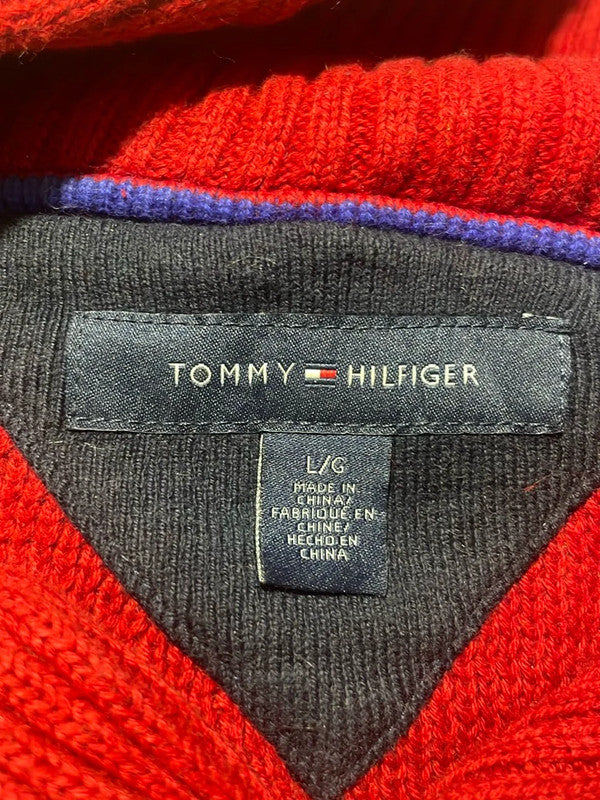 TOMMY HILFIGER
L/G
MADE IN
CHINA/
FABRIQUÉ EN
CHINE/
HECHO EN
CHINA